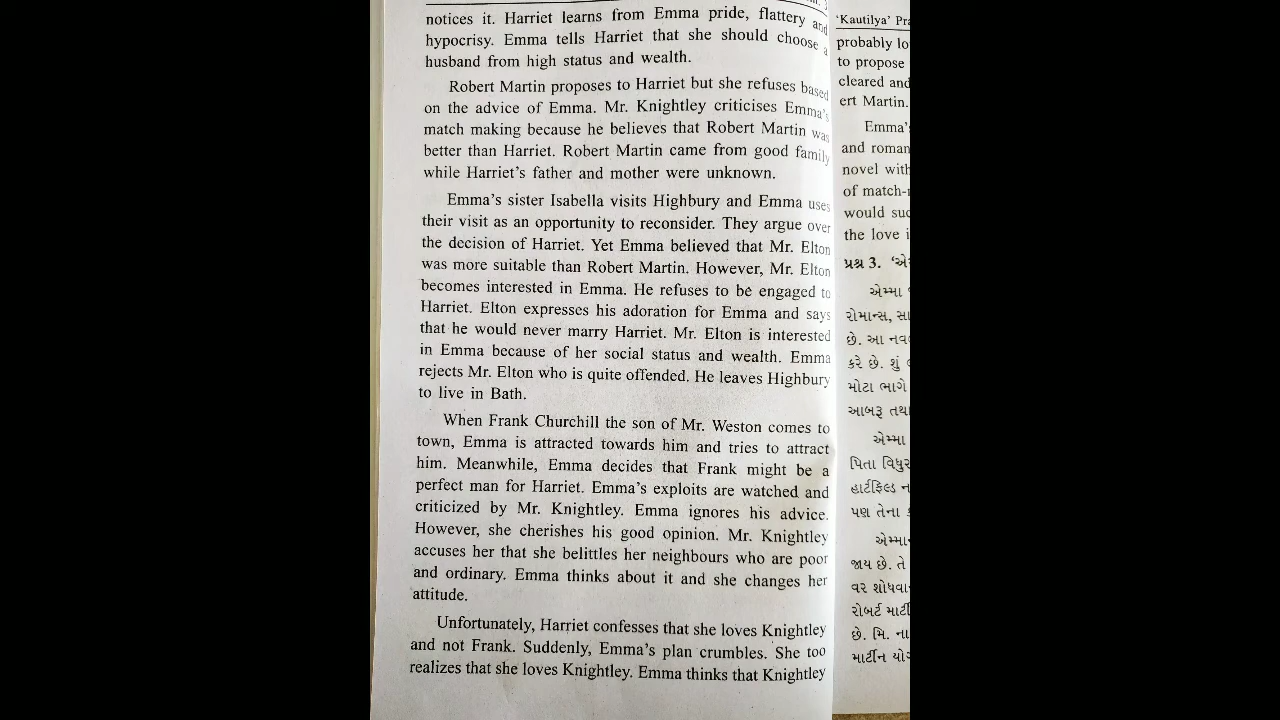 notices it. Harriet learns from Emma pride, flattery and
hypocrisy. Emma tells Harriet that she should choose a
husband from high status and wealth.
Robert Martin proposes to Harriet but she refuses based
on the advice of Emma. Mr. Knightley criticises Emma's
match making because he believes that Robert Martin was
better than Harriet. Robert Martin came from good family
while Harriet's father and mother were unknown.
Emma's sister Isabella visits Highbury and Emma uses
their visit as an opportunity to reconsider. They argue over
the decision of Harriet. Yet Emma believed that Mr. Elton
was more suitable than Robert Martin. However, Mr. Elton
becomes interested in Emma. He refuses to be engaged to
Harriet. Elton expresses his adoration for Emma and says
that he would never marry Harriet. Mr. Elton is interested
in Emma because of her social status and wealth. Emma
rejects Mr. Elton who is quite offended. He leaves Highbury
to live in Bath.
When Frank Churchill the son of Mr. Weston comes to
town, Emma is attracted towards him and tries to attract
him. Meanwhile, Emma decides that Frank might be a
perfect man for Harriet. Emma's exploits are watched and
criticized by Mr. Knightley. Emma ignores his advice.
However, she cherishes his good opinion. Mr. Knightley
accuses her that she belittles her neighbours who are poor
and ordinary. Emma thinks about it and she changes her
attitude.
Unfortunately, Harriet confesses that she loves Knightley
and not Frank. Suddenly, Emma's plan crumbles. She too
realizes that she loves Knightley. Emma thinks that Knightley
'Kautilya'
probably
to propose
cleared and
ert Martin.
Emma'
and roman
novel with
of match-
would
the love
પ્રશ્ન 3.
એમ્મા
રોમાન્સ,
છે. આ
કરે છે. શું
મોટા ભાગે
આબરૂ
એમ્મા
પિતા વિધુર
હાર્ટફિલ્ડ
પણ તેના
એમ્મા
જાય છે. તે
વર
રોબર્ટ
છે. મિ.
માર્ટીન